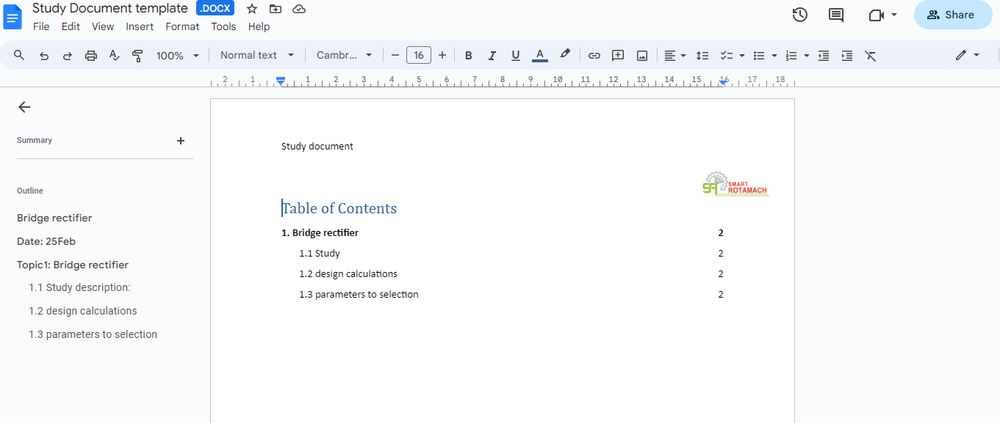 Study Document template .DOCX
File Edit View Insert Format Tools Help
Share
100% Normal text Cambr... 16 B I U A
2 1 1 2 3 4 5 6 7 8 9 10 11 12 13 14 15 16 17 18
Summary
Outline
Bridge rectifier
Date: 25Feb
Topic1: Bridge rectifier
1.1 Study description:
1.2 design calculations
1.3 parameters to selection
Study document
SR SMART
ROTAMACH
Table of Contents
1. Bridge rectifier 2
1.1 Study 2
1.2 design calculations 2
1.3 parameters to selection 2